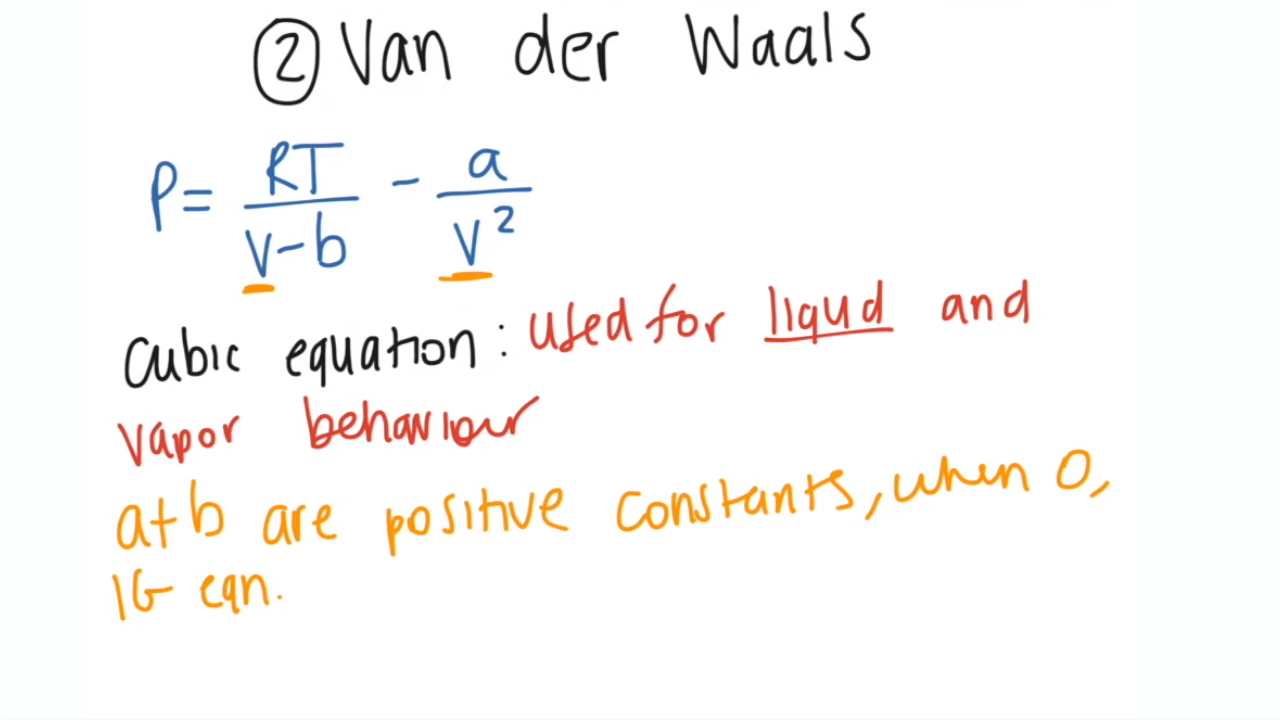 ② Van der Waals
P = RT/(v-b) - a/v²
cubic equation: used for liqud and
vapor behaviour
a+b are positive constants, when 0,
IG eqn.